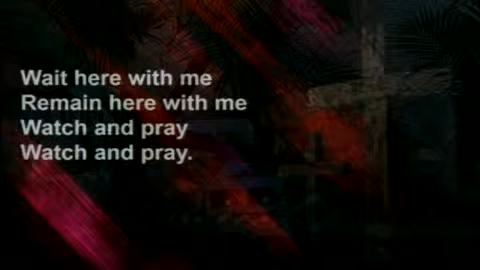 Wait here with me
Remain here with me
Watch and pray
Watch and pray.